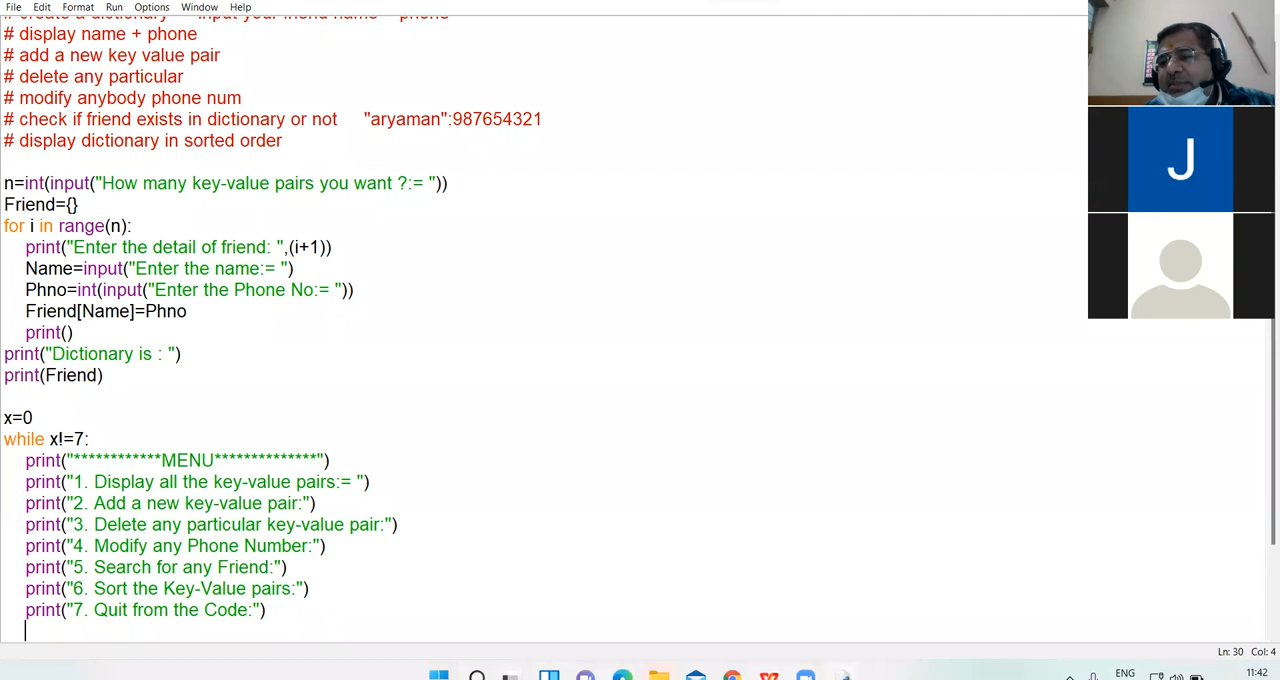 File Edit Format Run Options Window Help
# create a dictionary input your friend name phone
# display name + phone
# add a new key value pair
# delete any particular
# modify anybody phone num
# check if friend exists in dictionary or not "aryaman":987654321
# display dictionary in sorted order
n=int(input("How many key-value pairs you want ?:= "))
Friend={}
for i in range(n):
print("Enter the detail of friend: ",(i+1))
Name=input("Enter the name:= ")
Phno=int(input("Enter the Phone No:= "))
Friend[Name]=Phno
print()
print("Dictionary is : ")
print(Friend)
x=0
while x!=7:
print("************MENU**************")
print("1. Display all the key-value pairs:= ")
print("2. Add a new key-value pair:")
print("3. Delete any particular key-value pair:")
print("4. Modify any Phone Number:")
print("5. Search for any Friend:")
print("6. Sort the Key-Value pairs:")
print("7. Quit from the Code:")
J
Ln: 30 Col: 4
ENG
11:42